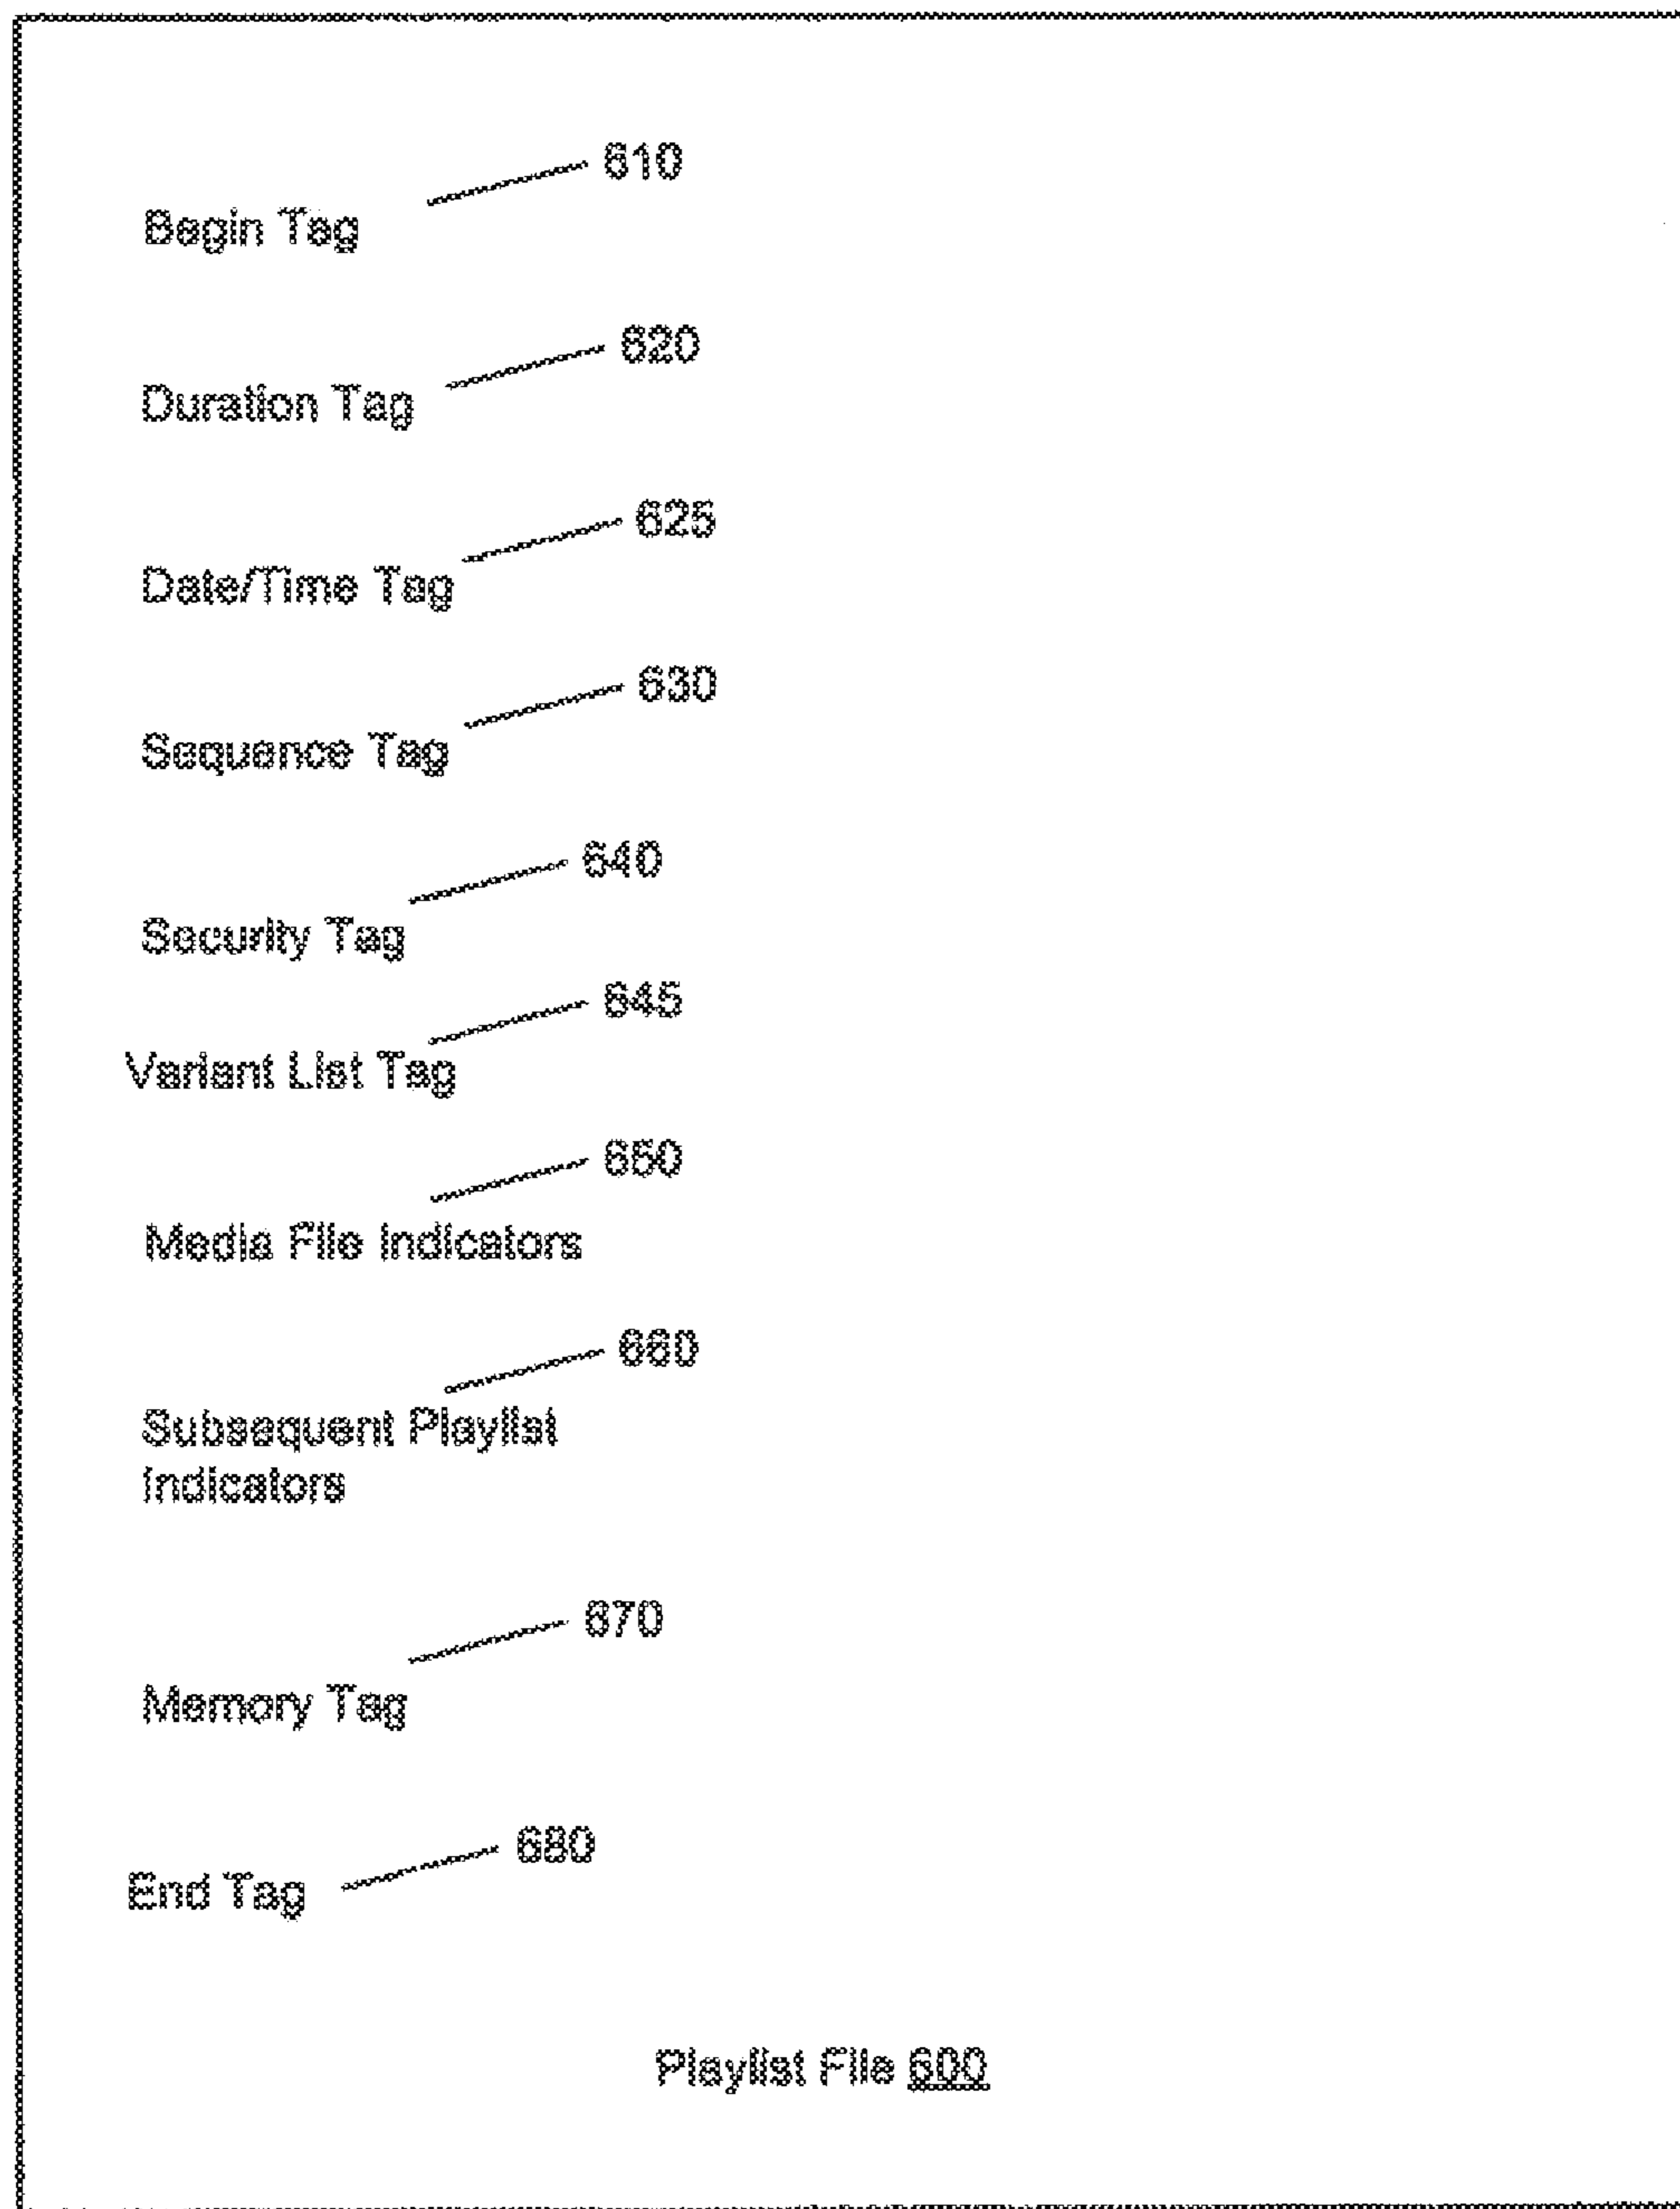 610
Begin Tag
620
Duration Tag
625
Date/Time Tag
630
Sequence Tag
640
Security Tag
645
Variant List Tag
650
Media File Indicators
660
Subsequent Playlist
Indicators
670
Memory Tag
680
End Tag
Playlist File 600